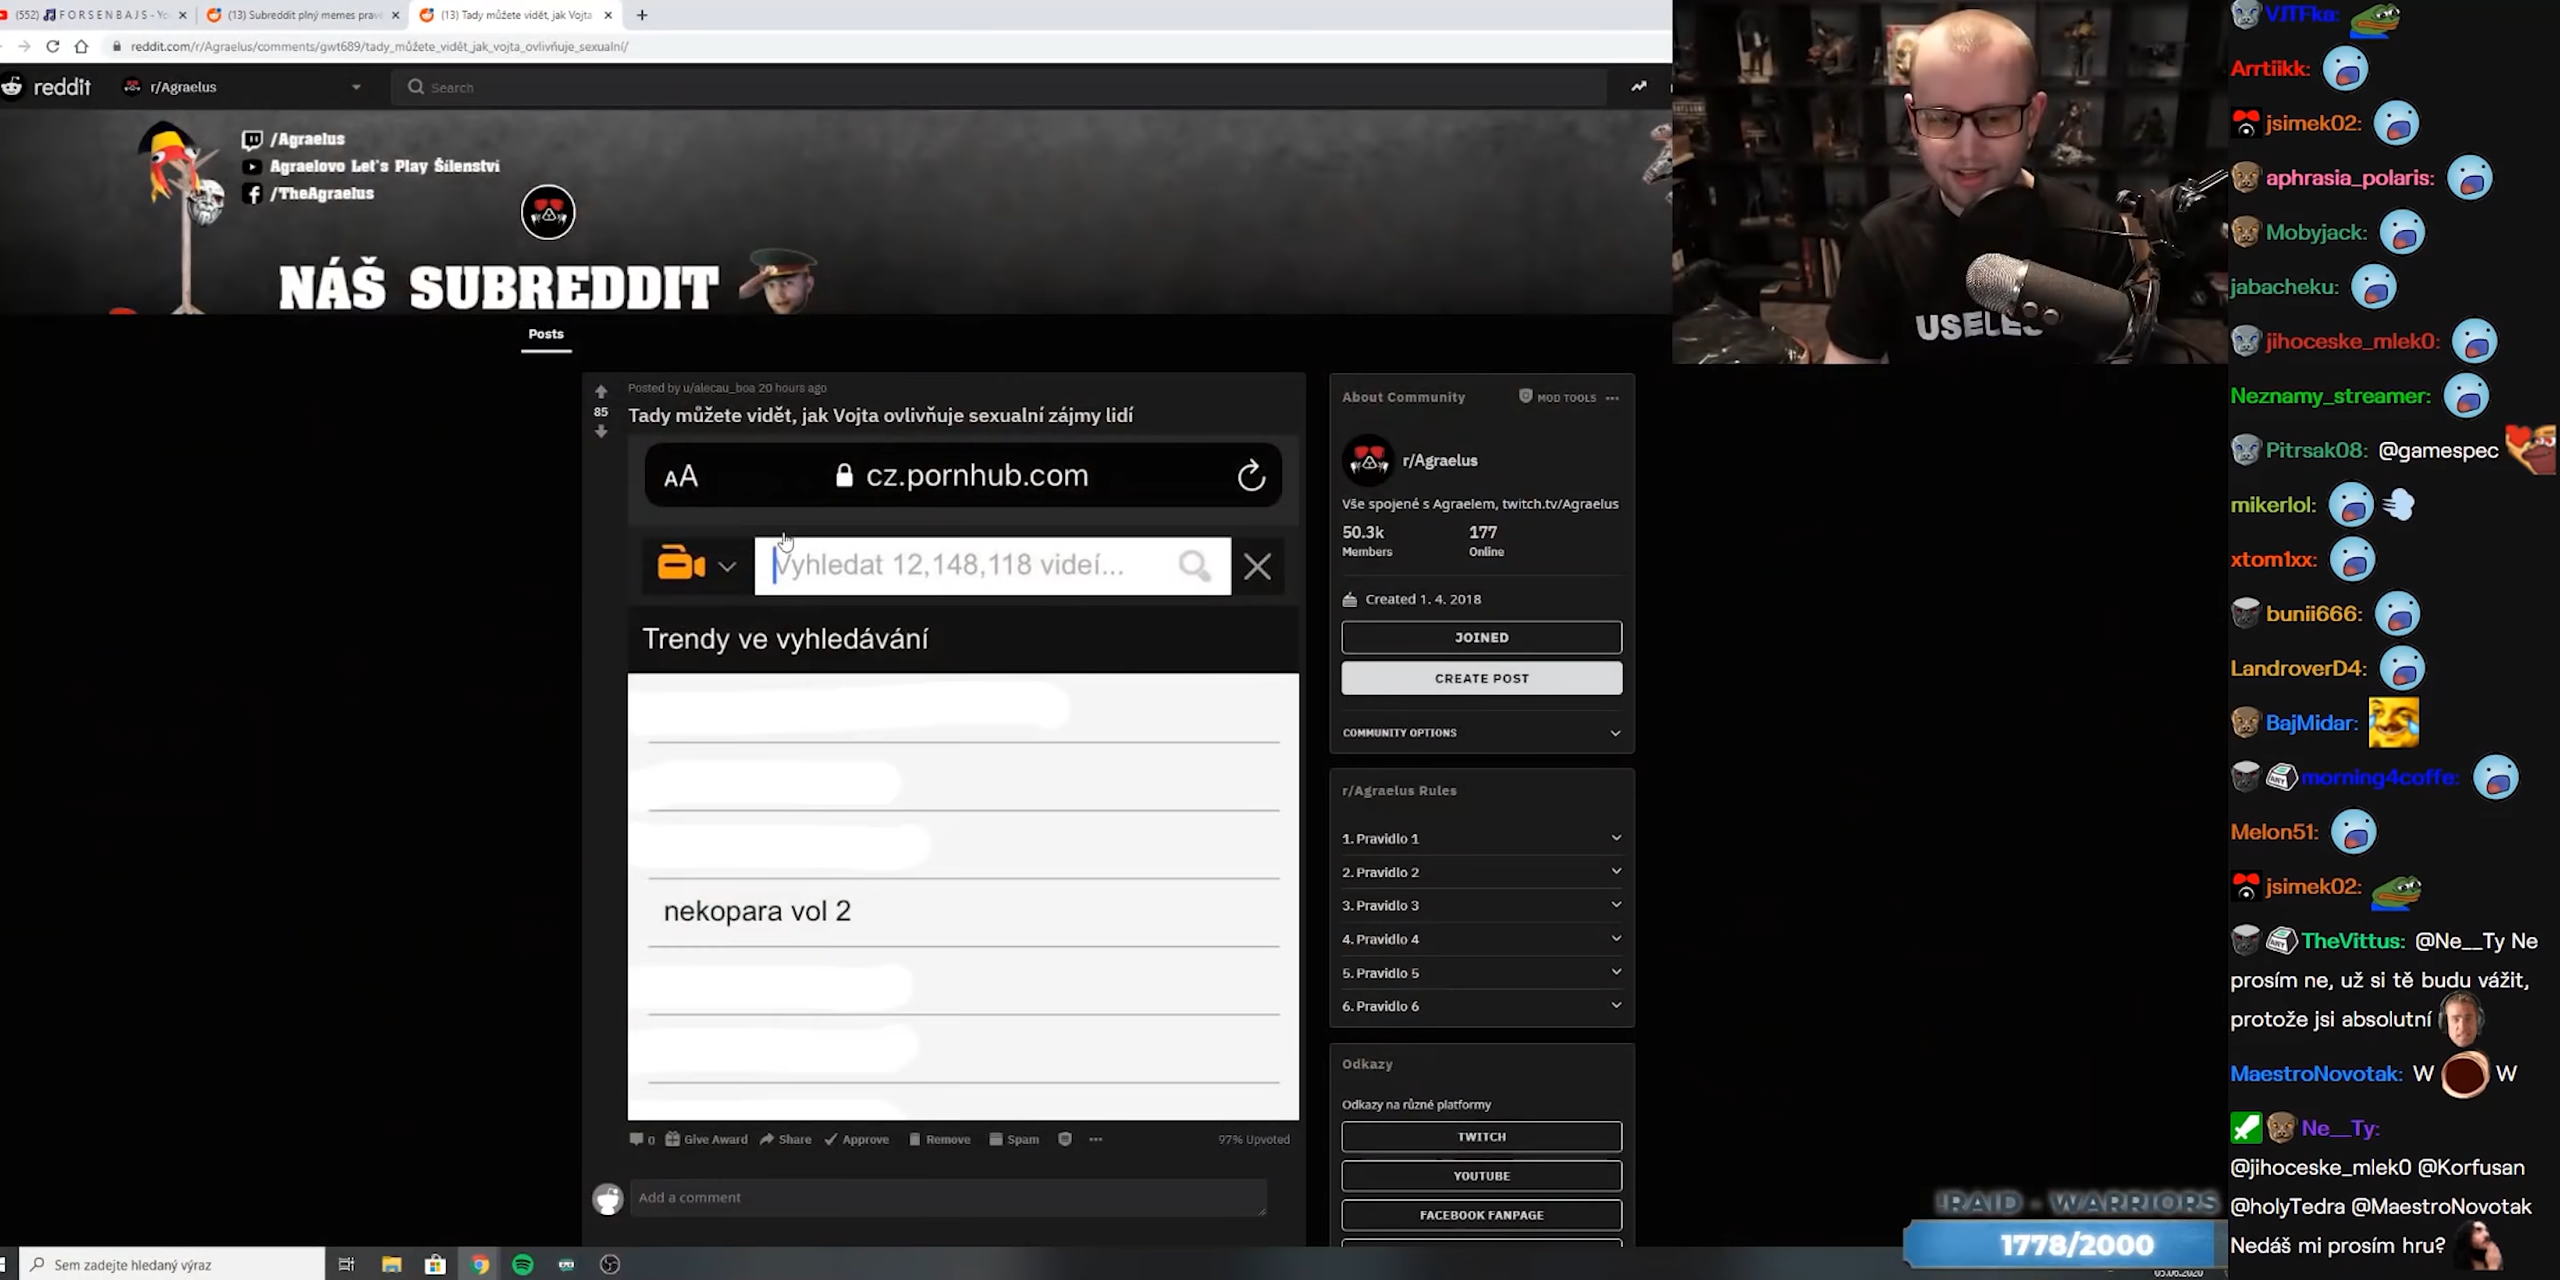 (552) 🎵 F O R S E N B A J S - Yo
(13) Subreddit plný memes prav
(13) Tady můžete vidět, jak Vojta
reddit.com/r/Agraelus/comments/gwt689/tady_můžete_vidět_jak_vojta_ovlivňuje_sexualní/
reddit
r/Agraelus
Search
/Agraelus
Agraelovo Let's Play Šílenství
/TheAgraelus
NÁŠ SUBREDDIT
Posts
Posted by u/alecau_boa 20 hours ago
85
Tady můžete vidět, jak Vojta ovlivňuje sexualní zájmy lidí
AA
cz.pornhub.com
Vyhledat 12,148,118 videí...
Trendy ve vyhledávání
nekopara vol 2
0
Give Award
Share
Approve
Remove
Spam
97% Upvoted
Add a comment
About Community
MOD TOOLS
r/Agraelus
Vše spojené s Agraelem, twitch.tv/Agraelus
50.3k
177
Members
Online
Created 1. 4. 2018
JOINED
CREATE POST
COMMUNITY OPTIONS
r/Agraelus Rules
1. Pravidlo 1
2. Pravidlo 2
3. Pravidlo 3
4. Pravidlo 4
5. Pravidlo 5
6. Pravidlo 6
Odkazy
Odkazy na různé platformy
TWITCH
YOUTUBE
FACEBOOK FANPAGE
VJTFka:
Arrtiikk:
jsimek02:
aphrasia_polaris:
Mobyjack:
jabacheku:
jihoceske_mlek0:
Neznamy_streamer:
Pitrsak08: @gamespec
mikerlol:
xtom1xx:
bunii666:
LandroverD4:
BajMidar:
morning4coffe:
Melon51:
jsimek02:
TheVittus: @Ne__Ty Ne
prosím ne, už si tě budu vážit,
protože jsi absolutní
MaestroNovotak: W W
Ne__Ty:
@jihoceske_mlek0 @Korfusan
@holyTedra @MaestroNovotak
Nedáš mi prosím hru?
!RAID - WARRIORS
1778/2000
Sem zadejte hledaný výraz
05.06.2020